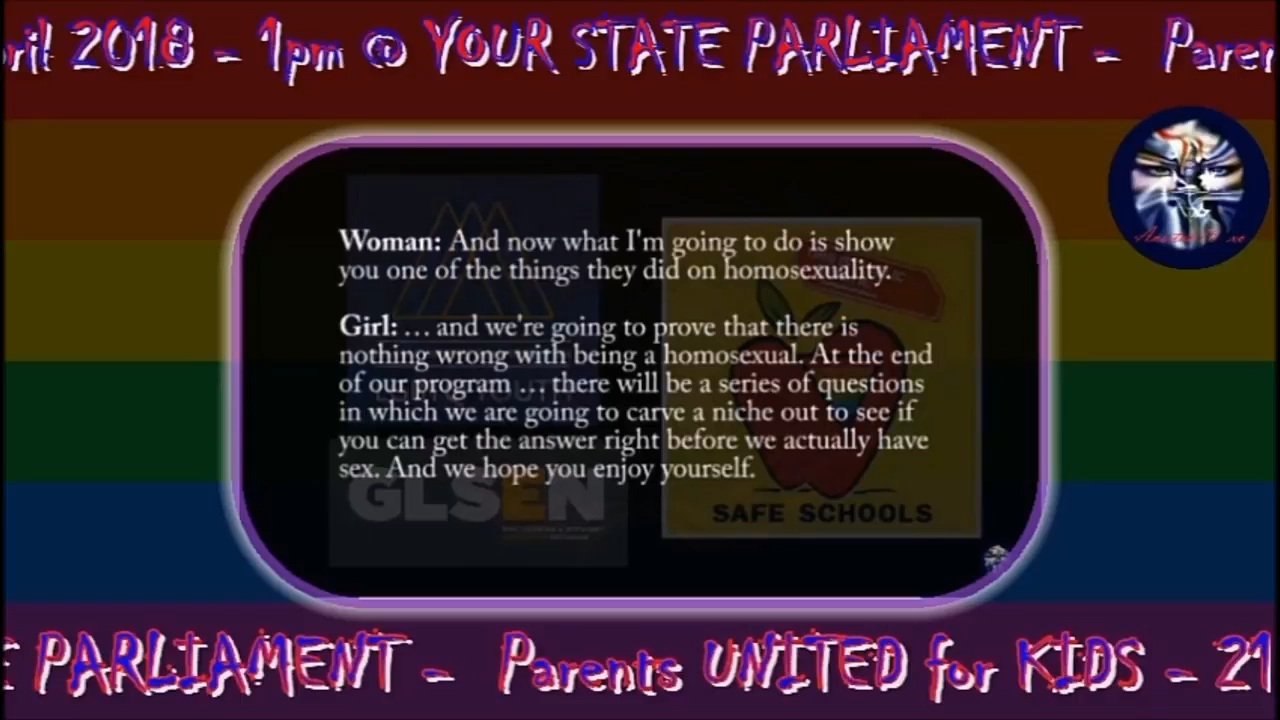 ril 2018 - 1pm @ YOUR STATE PARLIAMENT - Paren
Woman: And now what I'm going to do is show
you one of the things they did on homosexuality.
Girl: ... and we're going to prove that there is
nothing wrong with being a homosexual. At the end
of our program ... there will be a series of questions
in which we are going to carve a niche out to see if
you can get the answer right before we actually have
sex. And we hope you enjoy yourself.
GLSEN
SAFE SCHOOLS
E PARLIAMENT - Parents UNITED for KIDS - 21